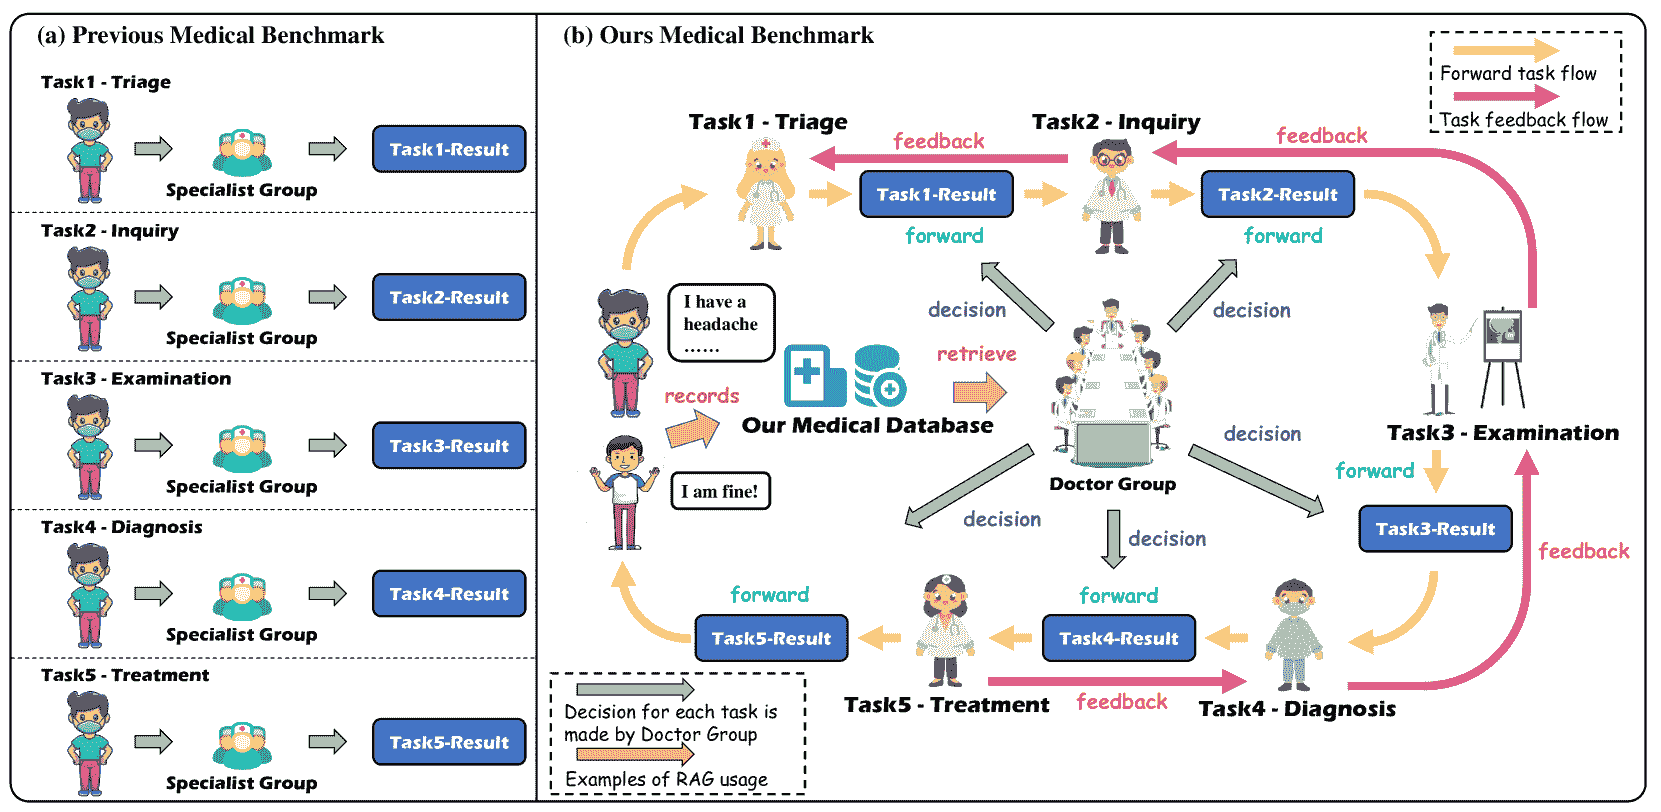 (a) Previous Medical Benchmark
Task1 - Triage
Specialist Group
Task1-Result
Task2 - Inquiry
Specialist Group
Task2-Result
Task3 - Examination
Specialist Group
Task3-Result
Task4 - Diagnosis
Specialist Group
Task4-Result
Task5 - Treatment
Specialist Group
Task5-Result
(b) Ours Medical Benchmark
Forward task flow
Task feedback flow
Task1 - Triage
feedback
Task2 - Inquiry
feedback
Task1-Result
Task2-Result
forward
forward
I have a
headache
......
decision
decision
records
retrieve
Our Medical Database
I am fine!
Doctor Group
decision
decision
decision
Task3 - Examination
forward
Task3-Result
feedback
forward
forward
Task5-Result
Task4-Result
Task5 - Treatment
feedback
Task4 - Diagnosis
Decision for each task is
made by Doctor Group
Examples of RAG usage